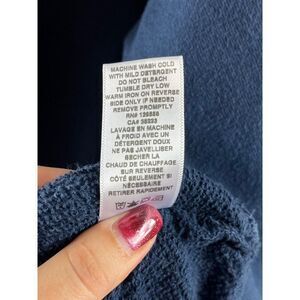 MACHINE WASH COLD
WITH MILD DETERGENT
DO NOT BLEACH
TUMBLE DRY LOW
WARM IRON ON REVERSE
SIDE ONLY IF NEEDED
REMOVE PROMPTLY
RN# 139886
CA# 38223
LAVAGE EN MACHINE
À FROID AVEC UN
DÉTERGENT DOUX
NE PAS JAVELLISER
SÉCHER LA
CHAUD DE CHAUFFAGE
SUR REVERSE
CÔTÉ SEULEMENT SI
NÉCESSAIRE
RETIRER RAPIDEMENT